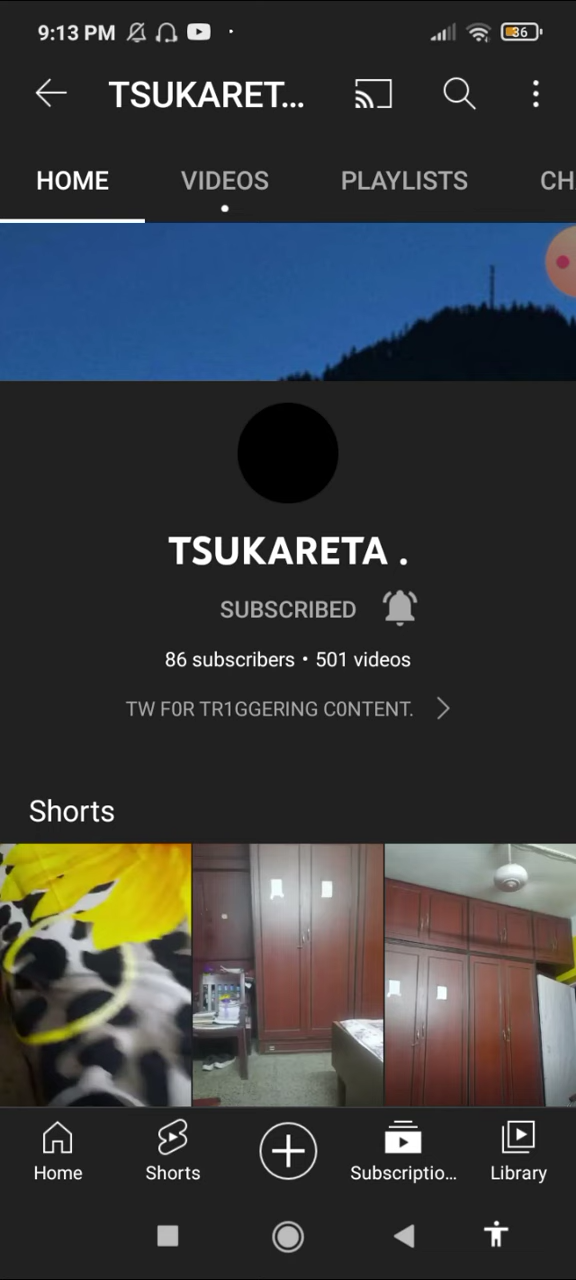 9:13 PM
86
TSUKARET...
HOME VIDEOS PLAYLISTS CH
TSUKARETA .
SUBSCRIBED
86 subscribers • 501 videos
TW F0R TR1GGERING C0NTENT.
Shorts
Home Shorts Subscriptio... Library